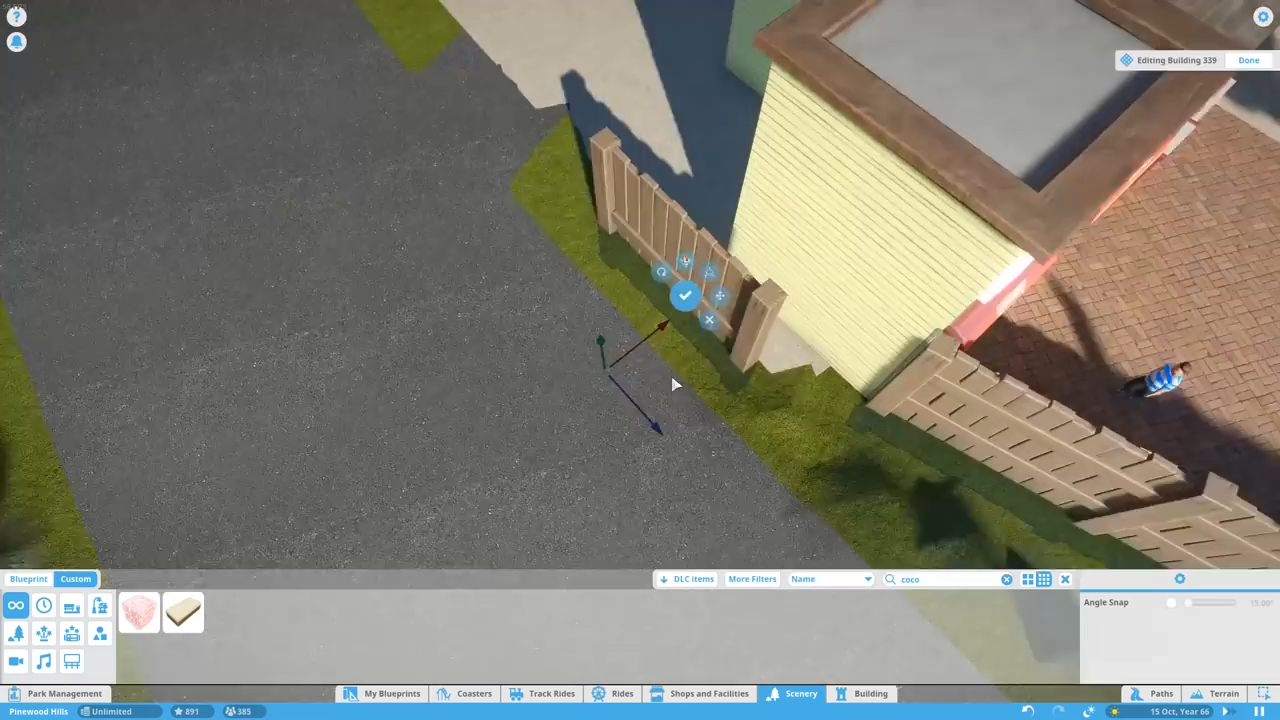 Editing Building 339 Done
Blueprint Custom DLC items More Filters Name coco
Angle Snap 15.00°
Park Management My Blueprints Coasters Track Rides Rides Shops and Facilities Scenery Building Paths Terrain
Pinewood Hills Unlimited 891 385 15 Oct, Year 66